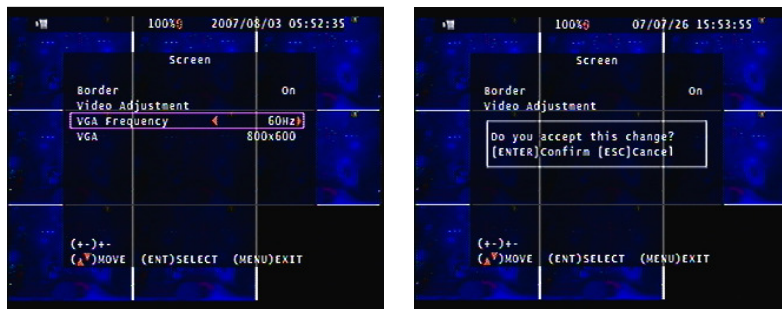 100% 2007/08/03 05:52:35
Screen
Border On
Video Adjustment
VGA Frequency 60Hz
VGA 800x600
(+-)+-
(▲▼)MOVE (ENT)SELECT (MENU)EXIT
100% 07/07/26 15:53:55
Screen
Border On
Video Adjustment
Do you accept this change?
[ENTER]Confirm [ESC]Cancel
(+-)+-
(▲▼)MOVE (ENT)SELECT (MENU)EXIT